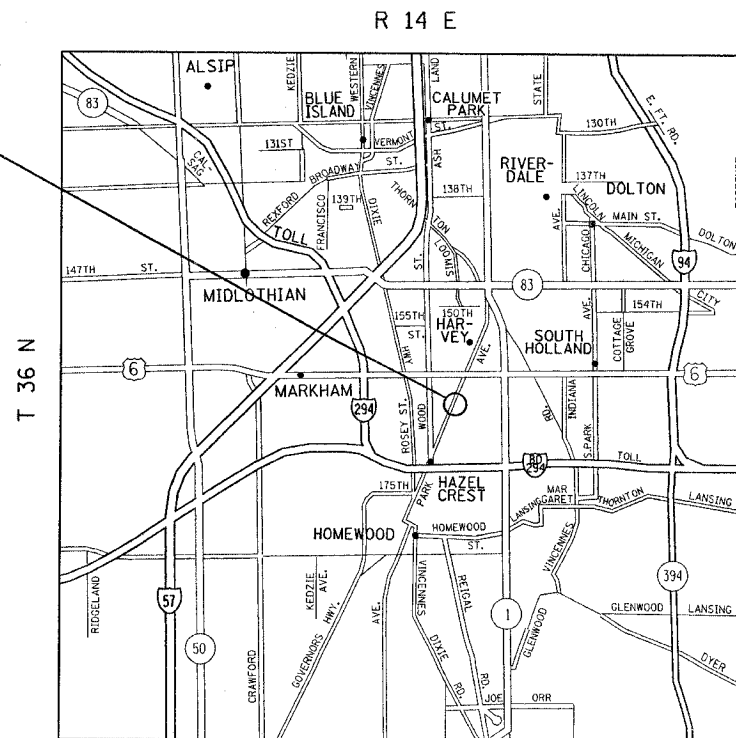 R 14 E
T 36 N
ALSIP
KEDZIE
WESTERN
VINCENNES
LAND
STATE
E. FT. RD.
83
BLUE
ISLAND
CALUMET
PARK
130TH
131ST
VERMONT
ST.
CAL-
SAG
BROADWAY
ST.
ASH
RIVER-
DALE
137TH
DOLTON
REXFORD
FRANCISCO
139TH
DIXIE
THORN
TON
138TH
LINCOLN
MAIN ST.
DOLTON
TOLL
LOOMIS
AVE.
CHICAGO
MICHIGAN
CITY
94
147TH
ST.
MIDLOTHIAN
ST.
83
155TH
ST.
150TH
HAR-
VEY
AVE.
AVE.
154TH
SOUTH
HOLLAND
COTTAGE
GROVE
HWY
6
MARKHAM
6
294
ROSEY ST.
WOOD
RD.
INDIANA
S.PARK
BD
294
TOLL
175TH
PARK
HAZEL
CREST
MAR
GARET
LANSING
THORNTON
LANSING
HOMEWOOD
HOMEWOOD
ST.
VINCENNES
RIDGELAND
57
KEDZIE
AVE.
GOVERNORS
HWY.
AVE.
VINCENNES
REIGAL
RD.
1
GLENWOOD
394
GLENWOOD
LANSING
DYER
50
CRAWFORD
DIXIE
RD.
JOE
ORR